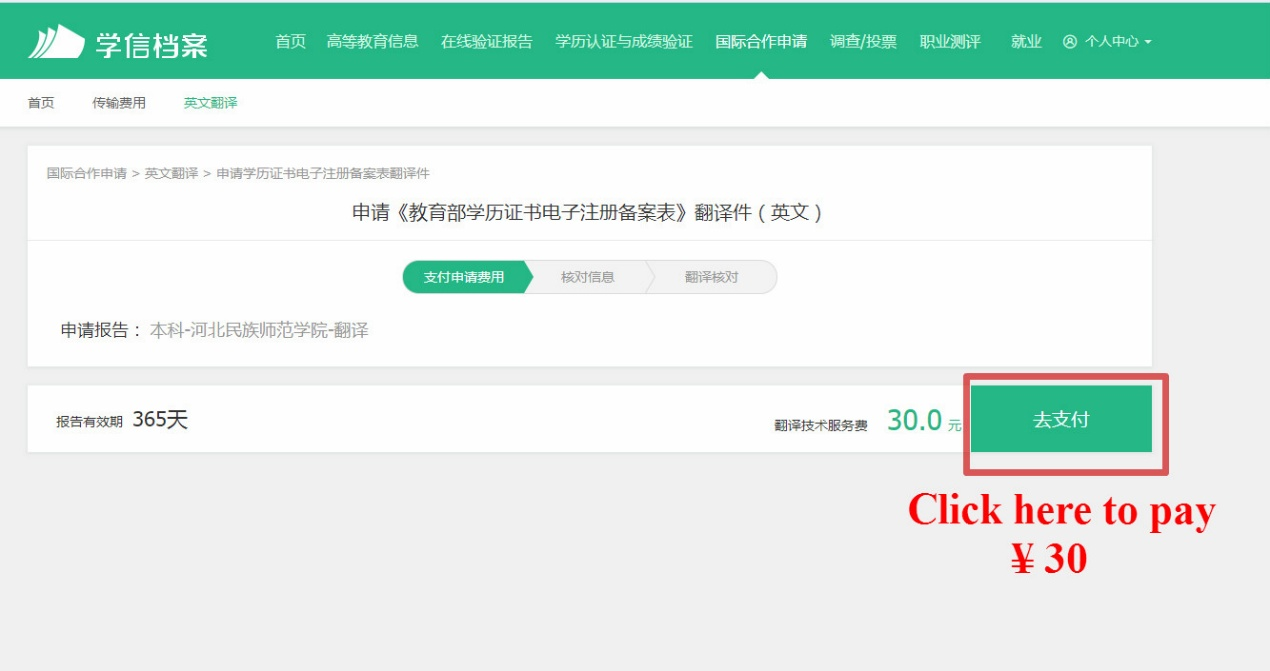 学信档案 首页 高等教育信息 在线验证报告 学历认证与成绩验证 国际合作申请 调查/投票 职业测评 就业 个人中心
首页 传输费用 英文翻译
国际合作申请 > 英文翻译 > 申请学历证书电子注册备案表翻译件
申请《教育部学历证书电子注册备案表》翻译件（英文）
支付申请费用 核对信息 翻译核对
申请报告：本科-河北民族师范学院-翻译
报告有效期 365天 翻译技术服务费 30.0 元 去支付
Click here to pay
¥ 30